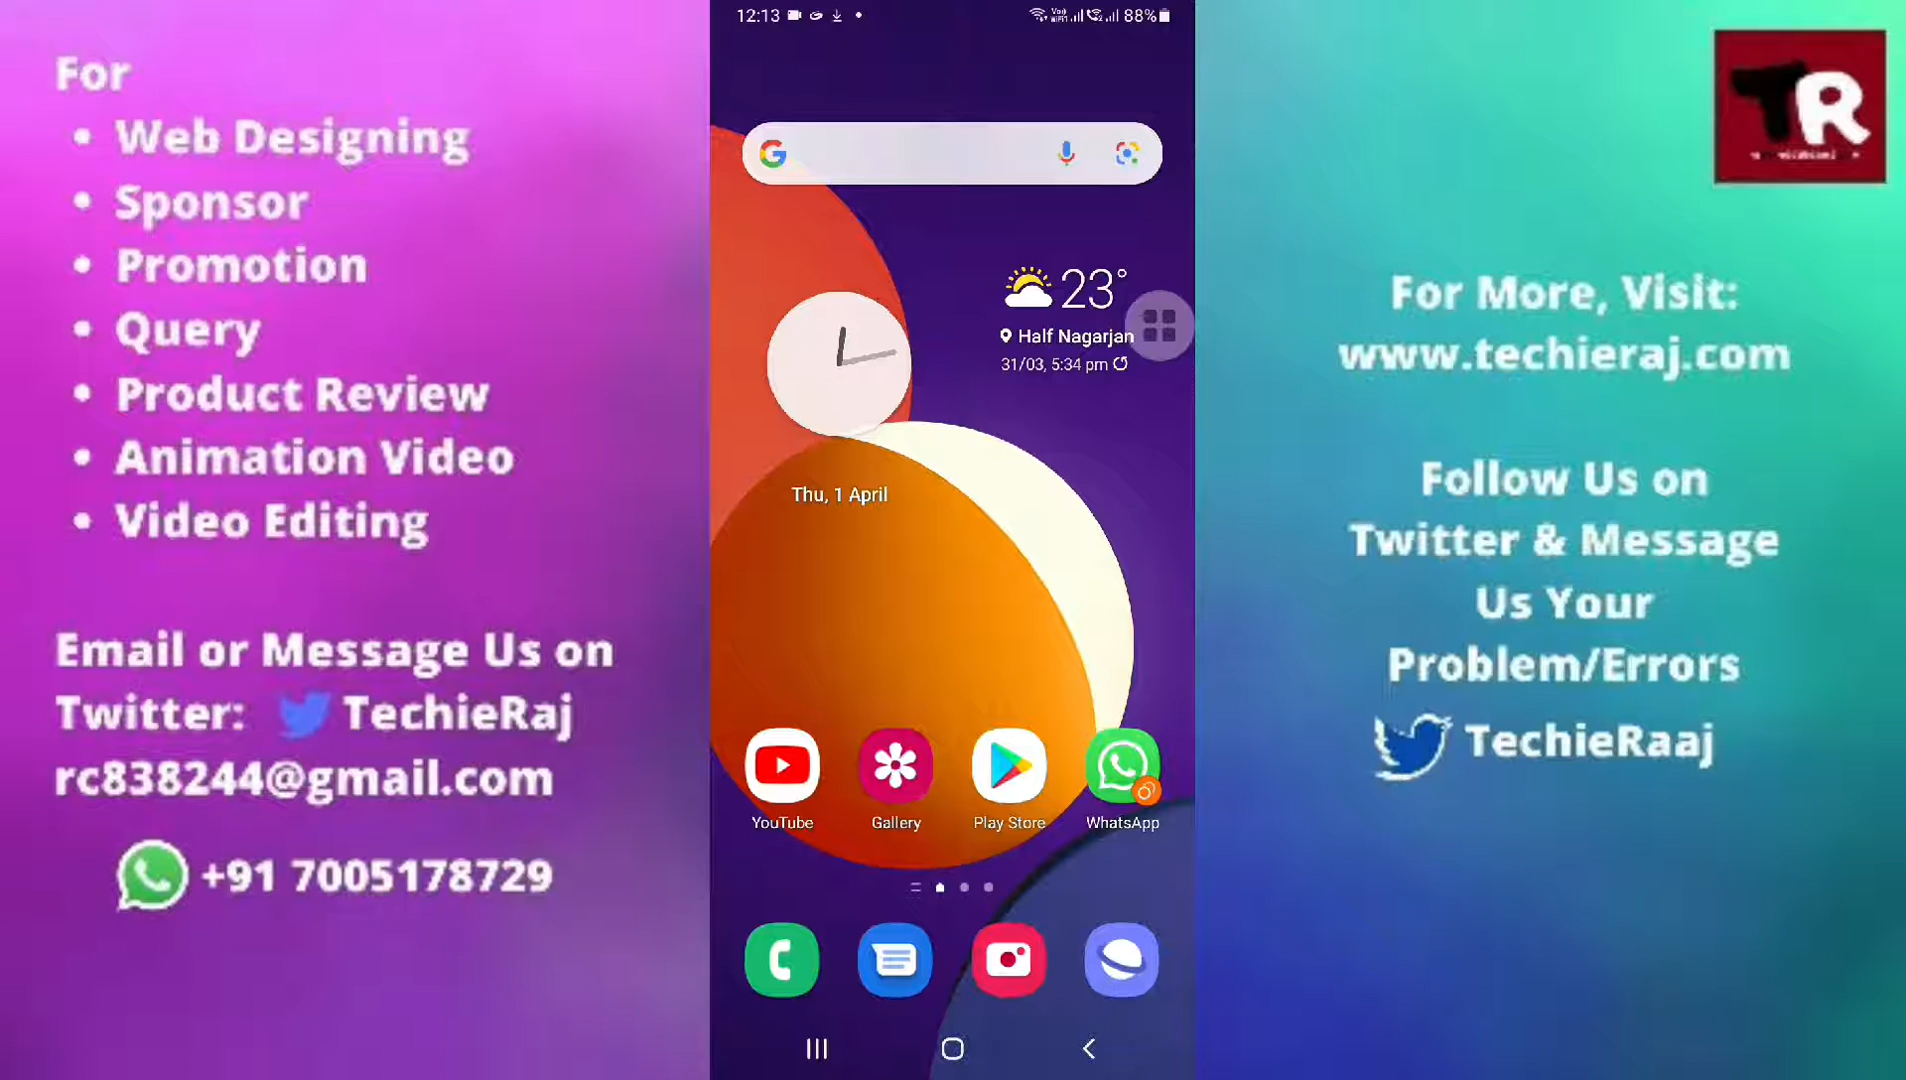 For
• Web Designing
• Sponsor
• Promotion
• Query
• Product Review
• Animation Video
• Video Editing
Email or Message Us on
Twitter: TechieRaj
rc838244@gmail.com
+91 7005178729
12:13
88%
23°
Half Nagarjan
31/03, 5:34 pm
Thu, 1 April
YouTube
Gallery
Play Store
WhatsApp
TR
For More, Visit:
www.techieraj.com
Follow Us on
Twitter & Message
Us Your
Problem/Errors
TechieRaaj